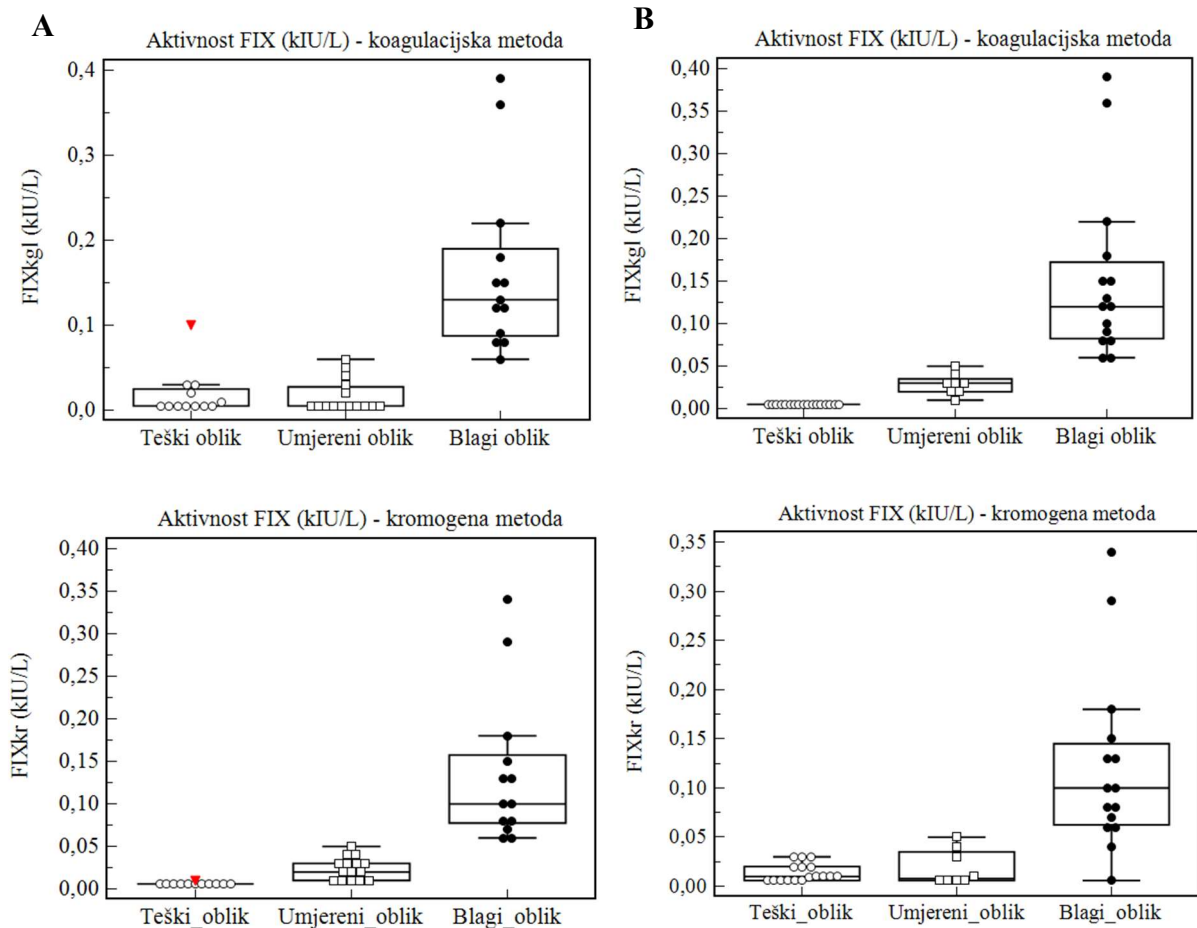 A
Aktivnost FIX (kIU/L) - koagulacijska metoda
FIXkgl (kIU/L)
0,4
0,3
0,2
0,1
0,0
Teški oblik Umjereni oblik Blagi oblik
B
Aktivnost FIX (kIU/L) - koagulacijska metoda
FIXkgl (kIU/L)
0,40
0,35
0,30
0,25
0,20
0,15
0,10
0,05
0,00
Teški oblik Umjereni oblik Blagi oblik
Aktivnost FIX (kIU/L) - kromogena metoda
FIXkr (kIU/L)
0,40
0,35
0,30
0,25
0,20
0,15
0,10
0,05
0,00
Teški_oblik Umjereni_oblik Blagi_oblik
Aktivnost FIX (kIU/L) - kromogena metoda
FIXkr (kIU/L)
0,35
0,30
0,25
0,20
0,15
0,10
0,05
0,00
Teški_oblik Umjereni_oblik Blagi_oblik